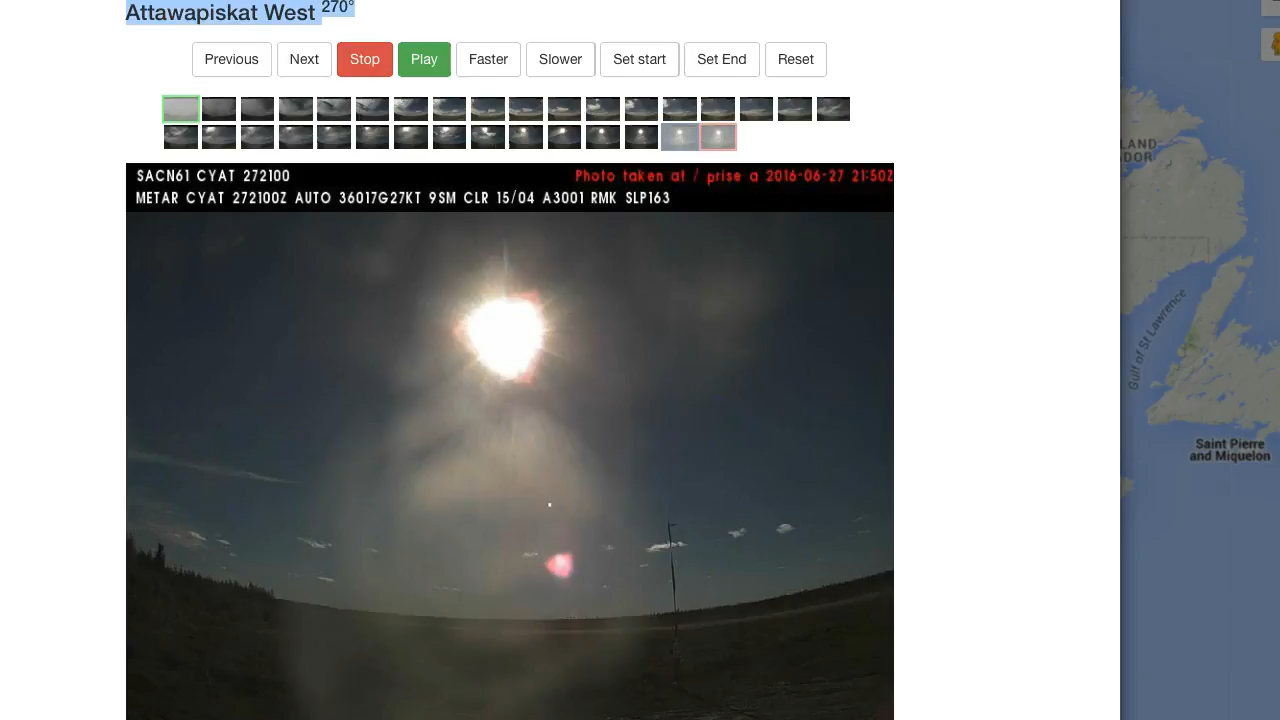 Attawapiskat West 270°
Previous Next Stop Play Faster Slower Set start Set End Reset
SACN61 CYAT 272100 Photo taken at / prise a 2016-06-27 21:50Z
METAR CYAT 272100Z AUTO 36017G27KT 9SM CLR 15/04 A3001 RMK SLP163
LAND
DOR
Gulf of St Lawrence
Saint Pierre
and Miquelon